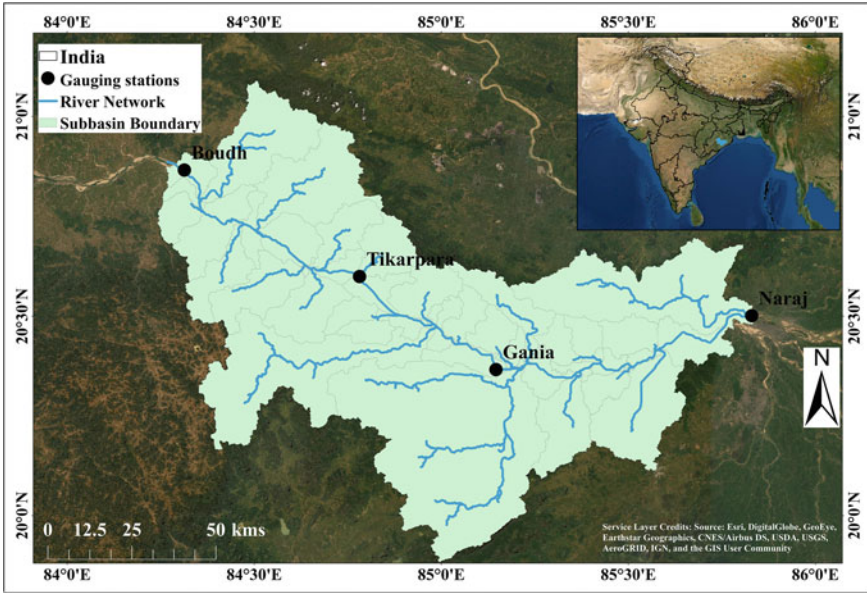 84°0'E 84°30'E 85°0'E 85°30'E 86°0'E
India
Gauging stations
River Network
Subbasin Boundary
21°0'N
21°0'N
Boudh
Tikarpara
Naraj
20°30'N
20°30'N
Gania
N
20°0'N
20°0'N
0 12.5 25 50 kms
Service Layer Credits: Source: Esri, DigitalGlobe, GeoEye,
Earthstar Geographics, CNES/Airbus DS, USDA, USGS,
AeroGRID, IGN, and the GIS User Community
84°0'E 84°30'E 85°0'E 85°30'E 86°0'E